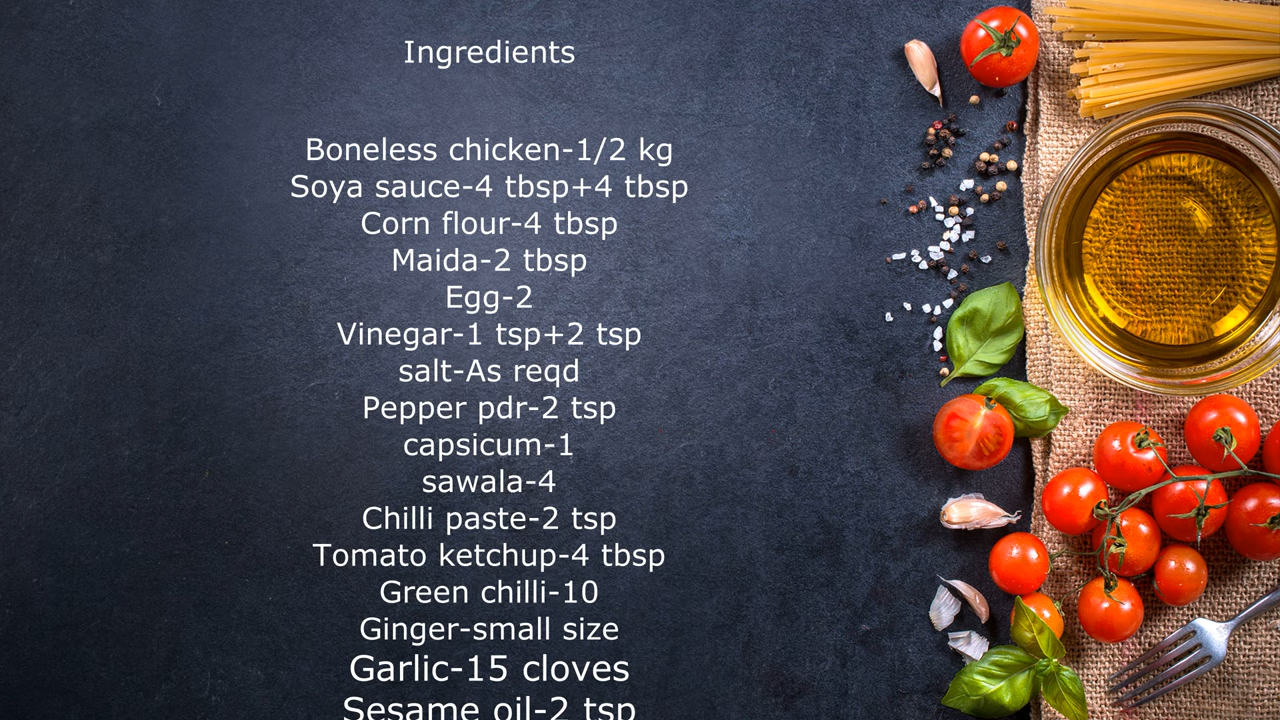 Ingredients
Boneless chicken-1/2 kg
Soya sauce-4 tbsp+4 tbsp
Corn flour-4 tbsp
Maida-2 tbsp
Egg-2
Vinegar-1 tsp+2 tsp
salt-As reqd
Pepper pdr-2 tsp
capsicum-1
sawala-4
Chilli paste-2 tsp
Tomato ketchup-4 tbsp
Green chilli-10
Ginger-small size
Garlic-15 cloves
Sesame oil-2 tsp